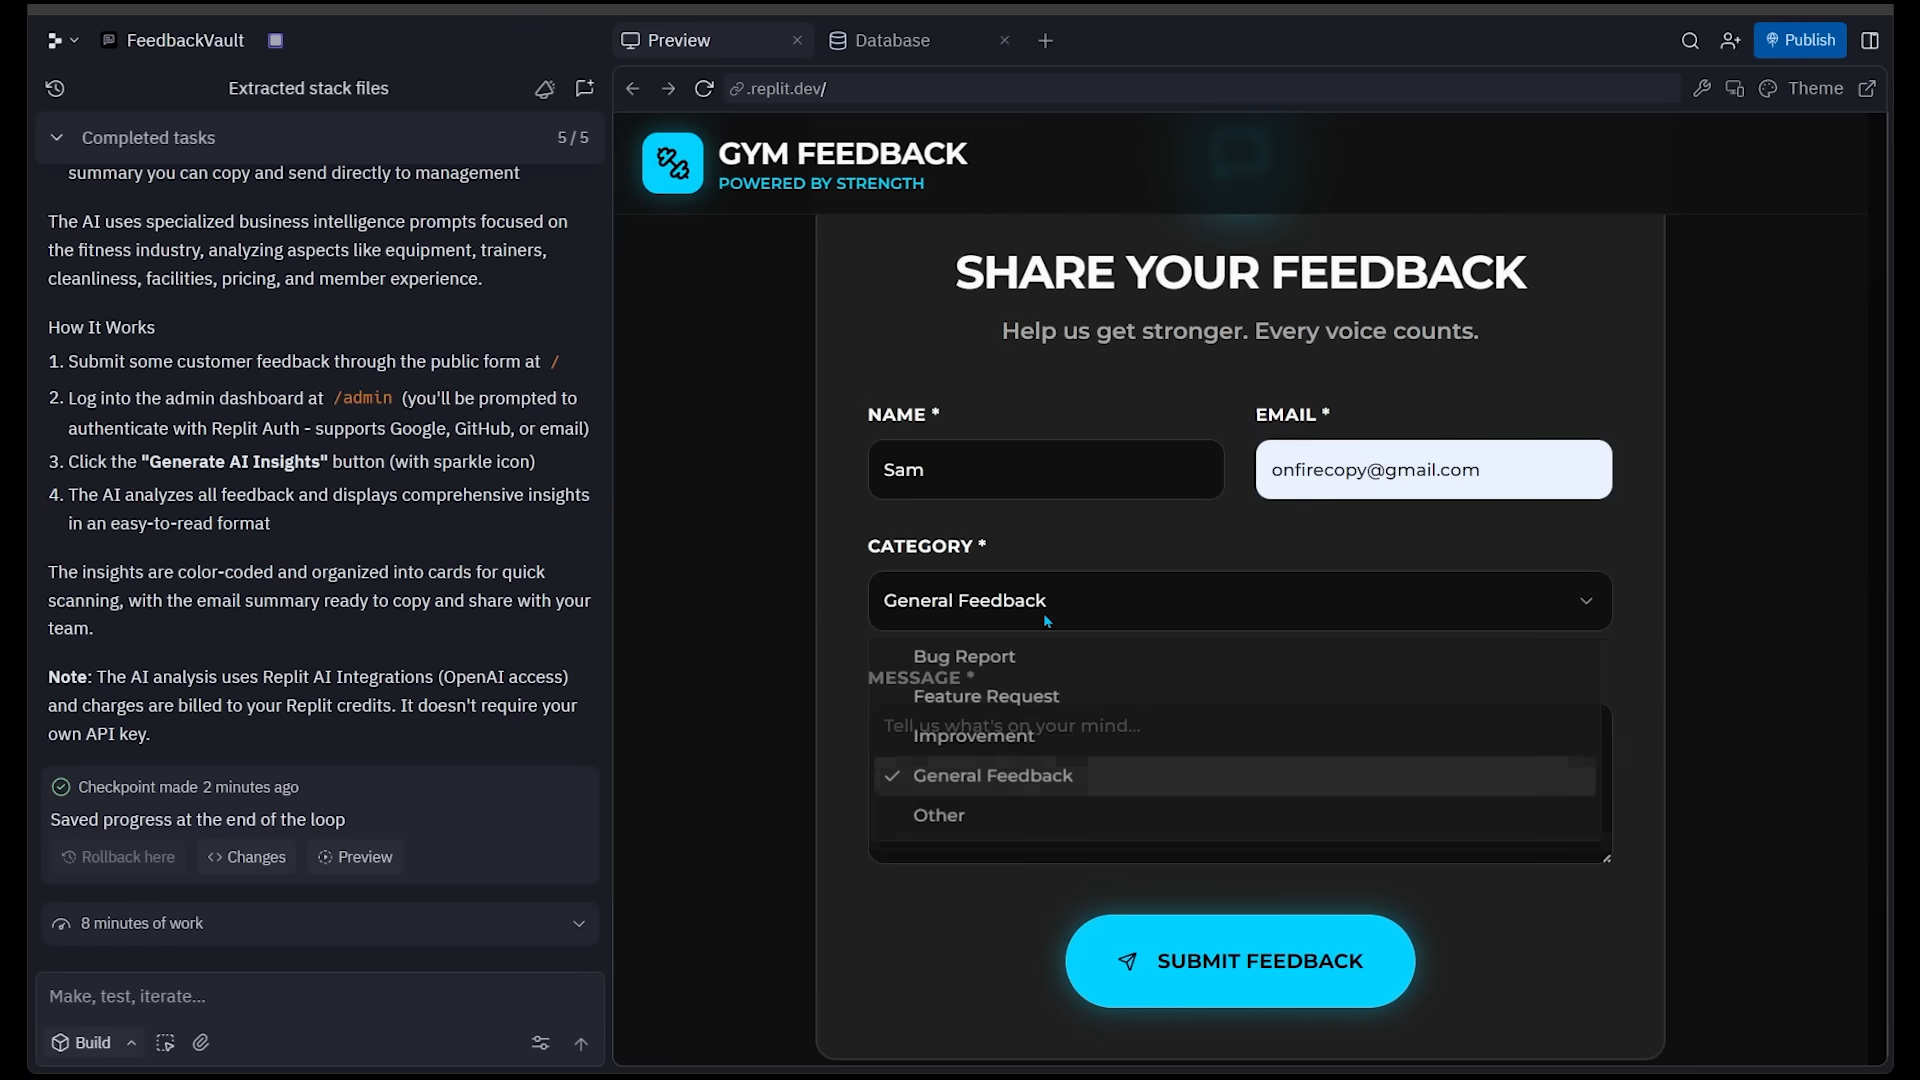 FeedbackVault
Preview
Database
Publish
Extracted stack files
.replit.dev/
Theme
Completed tasks
5 / 5
summary you can copy and send directly to management
The AI uses specialized business intelligence prompts focused on
the fitness industry, analyzing aspects like equipment, trainers,
cleanliness, facilities, pricing, and member experience.
How It Works
1. Submit some customer feedback through the public form at /
2. Log into the admin dashboard at /admin (you'll be prompted to
authenticate with Replit Auth - supports Google, GitHub, or email)
3. Click the "Generate AI Insights" button (with sparkle icon)
4. The AI analyzes all feedback and displays comprehensive insights
in an easy-to-read format
The insights are color-coded and organized into cards for quick
scanning, with the email summary ready to copy and share with your
team.
Note: The AI analysis uses Replit AI Integrations (OpenAI access)
and charges are billed to your Replit credits. It doesn't require your
own API key.
Checkpoint made 2 minutes ago
Saved progress at the end of the loop
Rollback here
Changes
Preview
8 minutes of work
Make, test, iterate...
Build
GYM FEEDBACK
POWERED BY STRENGTH
SHARE YOUR FEEDBACK
Help us get stronger. Every voice counts.
NAME *
EMAIL *
Sam
onfirecopy@gmail.com
CATEGORY *
General Feedback
Bug Report
MESSAGE *
Feature Request
Tell us what's on your mind...
Improvement
General Feedback
Other
SUBMIT FEEDBACK